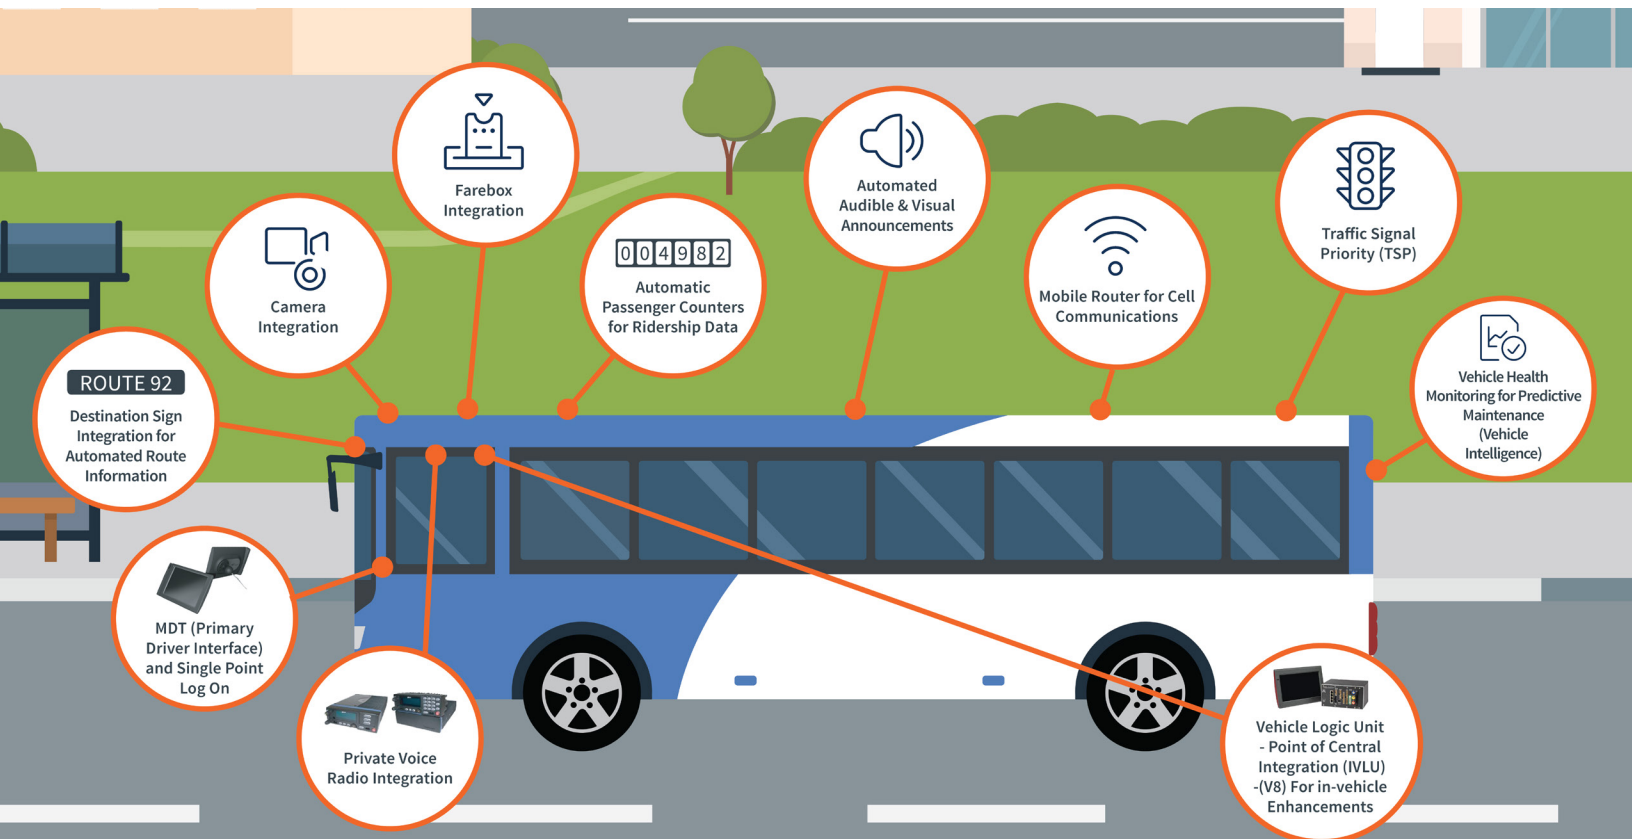 Farebox
Integration
Automated
Audible & Visual
Announcements
Traffic Signal
Priority (TSP)
Camera
Integration
004982
Automatic
Passenger Counters
for Ridership Data
Mobile Router for Cell
Communications
ROUTE 92
Destination Sign
Integration for
Automated Route
Information
Vehicle Health
Monitoring for Predictive
Maintenance
(Vehicle
Intelligence)
MDT (Primary
Driver Interface)
and Single Point
Log On
Private Voice
Radio Integration
Vehicle Logic Unit
- Point of Central
Integration (IVLU)
-(V8) For in-vehicle
Enhancements